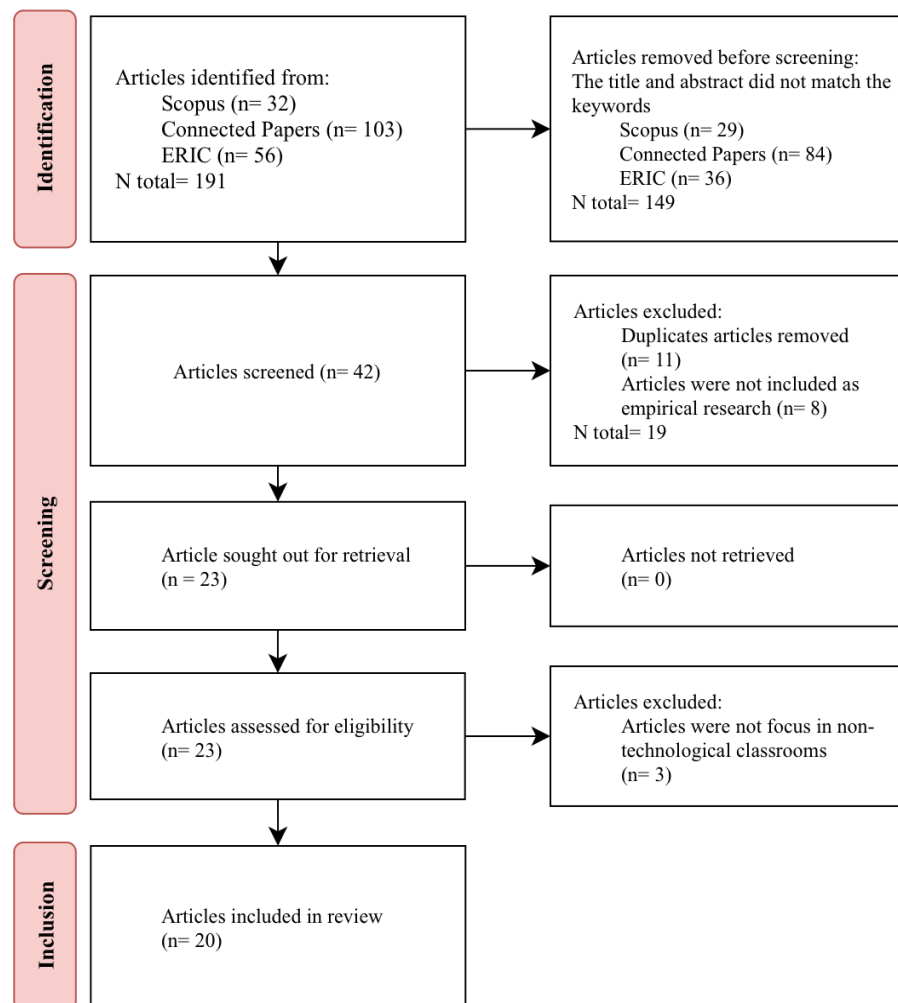 Identification
Articles identified from:
Scopus (n= 32)
Connected Papers (n= 103)
ERIC (n= 56)
N total= 191
Articles removed before screening:
The title and abstract did not match the
keywords
Scopus (n= 29)
Connected Papers (n= 84)
ERIC (n= 36)
N total= 149
Screening
Articles screened (n= 42)
Articles excluded:
Duplicates articles removed
(n= 11)
Articles were not included as
empirical research (n= 8)
N total= 19
Article sought out for retrieval
(n = 23)
Articles not retrieved
(n= 0)
Articles assessed for eligibility
(n= 23)
Articles excluded:
Articles were not focus in non-
technological classrooms
(n= 3)
Inclusion
Articles included in review
(n= 20)